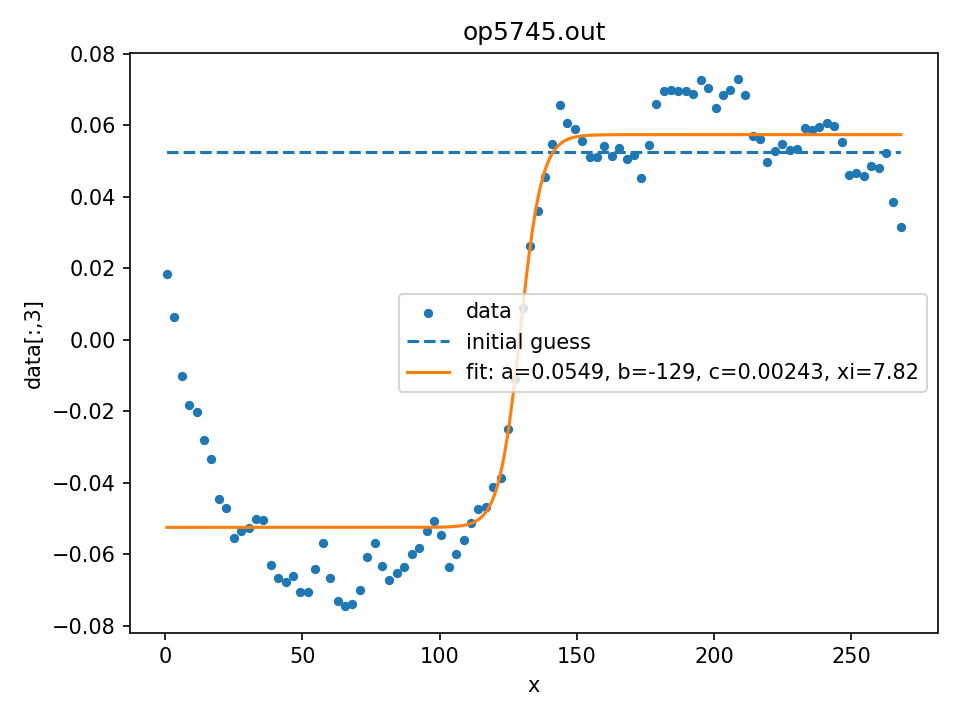 op5745.out
0.08
0.06
0.04
0.02
0.00
−0.02
−0.04
−0.06
−0.08
data[:,3]
data
initial guess
fit: a=0.0549, b=-129, c=0.00243, xi=7.82
0 50 100 150 200 250
x